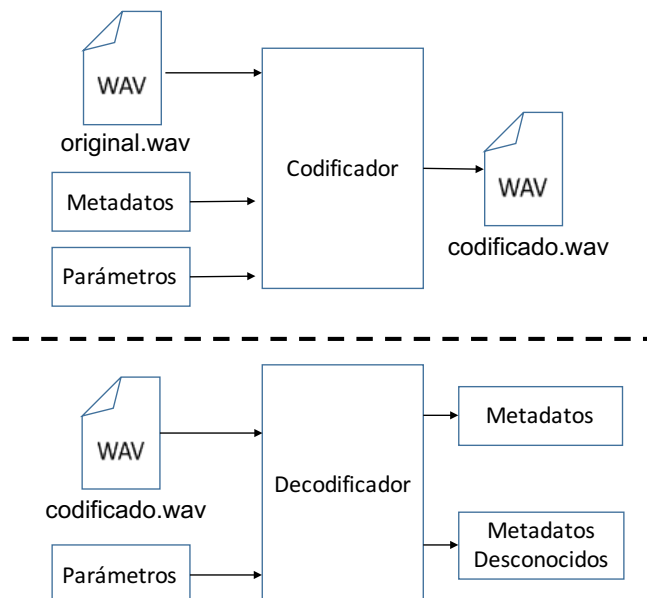 WAV
original.wav
Metadatos
Parámetros
Codificador
WAV
codificado.wav
WAV
codificado.wav
Parámetros
Decodificador
Metadatos
Metadatos
Desconocidos